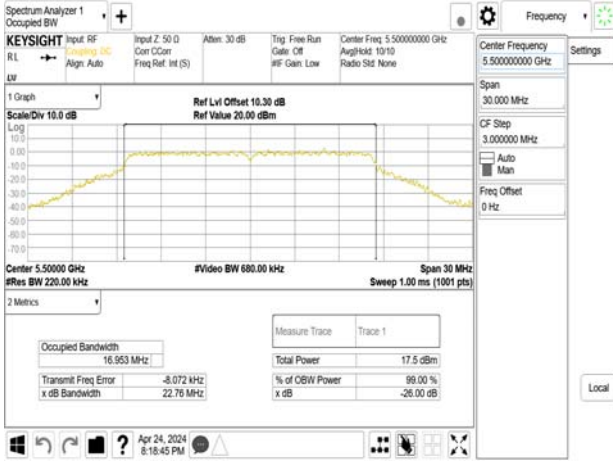 Spectrum Analyzer 1
Occupied BW
+
Frequency
KEYSIGHT
RL
Input: RF
Coupling: DC
Align: Auto
Input Z: 50 Ω
Corr CCorr
Freq Ref: Int (S)
Atten: 30 dB
Trig: Free Run
Gate: Off
#IF Gain: Low
Center Freq: 5.500000000 GHz
Avg|Hold: 10/10
Radio Std: None
Center Frequency
5.500000000 GHz
Settings
Span
30.000 MHz
CF Step
3.000000 MHz
Auto
Man
Freq Offset
0 Hz
Local
1 Graph
Scale/Div 10.0 dB
Ref Lvl Offset 10.30 dB
Ref Value 20.00 dBm
Log
10.0
0.00
-10.0
-20.0
-30.0
-40.0
-50.0
-60.0
-70.0
Center 5.50000 GHz
#Video BW 680.00 kHz
Span 30 MHz
#Res BW 220.00 kHz
Sweep 1.00 ms (1001 pts)
2 Metrics
Measure Trace
Trace 1
Occupied Bandwidth
16.953 MHz
Total Power
17.5 dBm
Transmit Freq Error
-8.072 kHz
% of OBW Power
99.00 %
x dB Bandwidth
22.76 MHz
x dB
-26.00 dB
?
Apr 24, 2024
8:18:45 PM